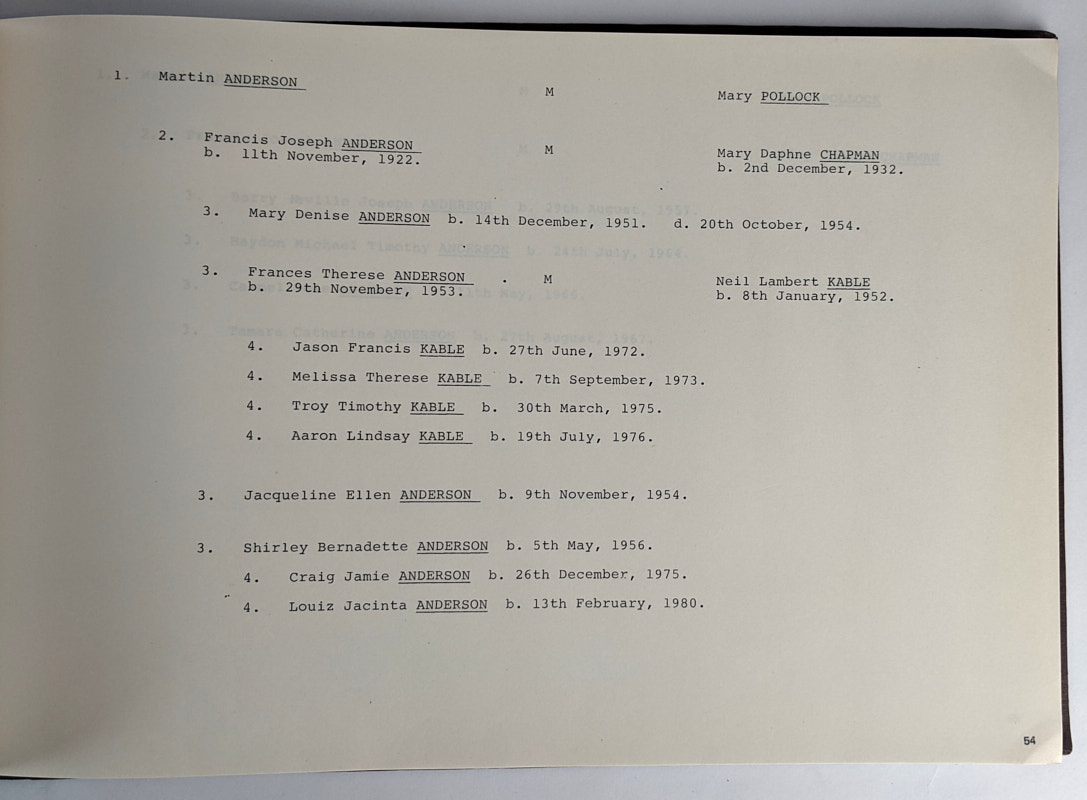 1. Martin ANDERSON M Mary POLLOCK
2. Francis Joseph ANDERSON M Mary Daphne CHAPMAN
b. 11th November, 1922. b. 2nd December, 1932.
3. Mary Denise ANDERSON b. 14th December, 1951. d. 20th October, 1954.
3. Frances Therese ANDERSON M Neil Lambert KABLE
b. 29th November, 1953. b. 8th January, 1952.
4. Jason Francis KABLE b. 27th June, 1972.
4. Melissa Therese KABLE b. 7th September, 1973.
4. Troy Timothy KABLE b. 30th March, 1975.
4. Aaron Lindsay KABLE b. 19th July, 1976.
3. Jacqueline Ellen ANDERSON b. 9th November, 1954.
3. Shirley Bernadette ANDERSON b. 5th May, 1956.
4. Craig Jamie ANDERSON b. 26th December, 1975.
4. Louiz Jacinta ANDERSON b. 13th February, 1980.
54